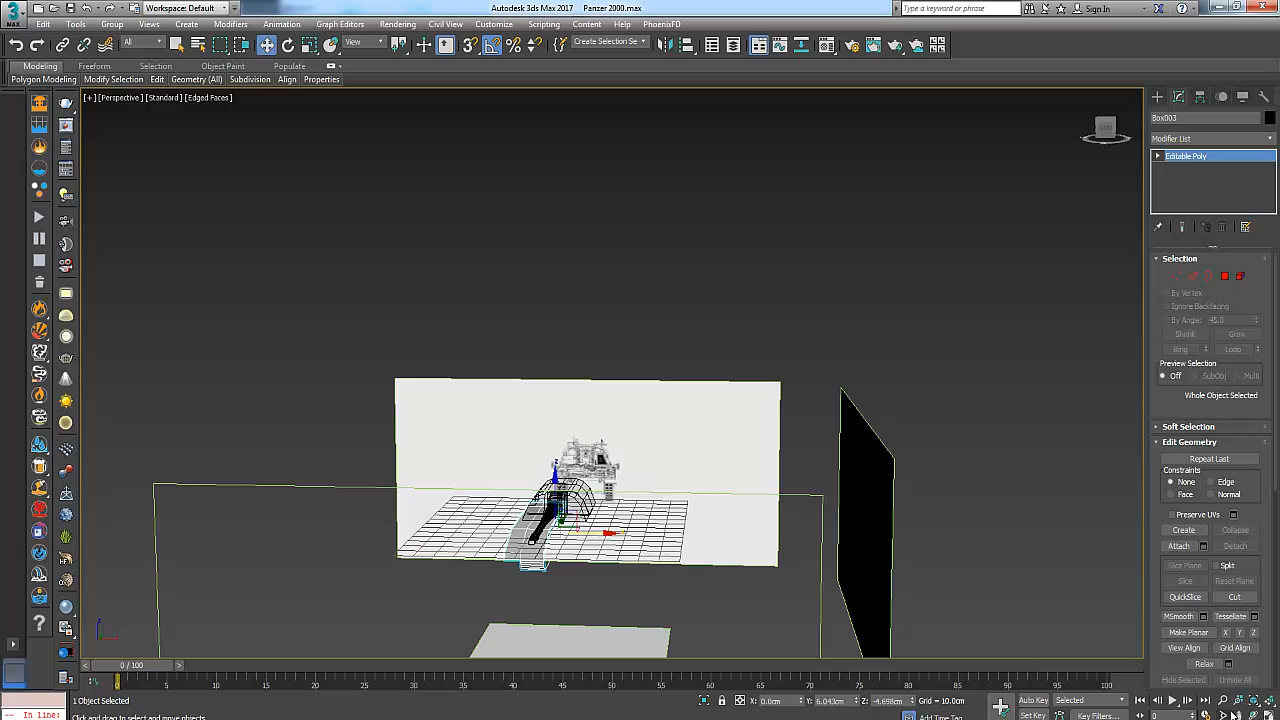 Workspace: Default
Autodesk 3ds Max 2017    Panzer 2000.max
Type a keyword or phrase
Sign In
MAX
Edit Tools Group Views Create Modifiers Animation Graph Editors Rendering Civil View Customize Scripting Content Help PhoenixFD
All View Create Selection Se
Modeling Freeform Selection Object Paint Populate
Polygon Modeling Modify Selection Edit Geometry (All) Subdivision Align Properties
[+] [Perspective] [Standard] [Edged Faces]
Box003
Modifier List
Editable Poly
Selection
By Vertex
Ignore Backfacing
By Angle: 45.0
Shrink Grow
Ring Loop
Preview Selection
Off SubObj Multi
Whole Object Selected
Soft Selection
Edit Geometry
Repeat Last
Constraints
None Edge
Face Normal
Preserve UVs
Create Collapse
Attach Detach
Slice Plane Split
Slice Reset Plane
QuickSlice Cut
MSmooth Tessellate
Make Planar X Y Z
View Align Grid Align
Relax
Hide Selected Unhide All
0 / 100
0 5 10 15 20 25 30 35 40 45 50 55 60 65 70 75 80 85 90 95 100
1 Object Selected
X: 0.0m Y: 6.043cm Z: -4.698cm Grid = 10.0cm
Auto Key Selected
-- In line:
Click and drag to select and move objects
Add Time Tag
Set Key Key Filters...